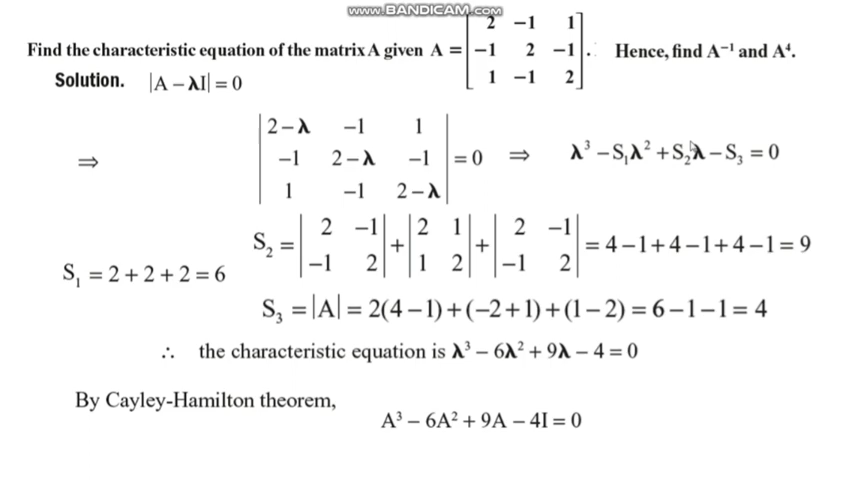 www.BANDICAM.com
Find the characteristic equation of the matrix A given A = [2 −1 1; −1 2 −1; 1 −1 2]. Hence, find A⁻¹ and A⁴.
Solution. |A − λI| = 0
⇒ |2−λ −1 1; −1 2−λ −1; 1 −1 2−λ| = 0 ⇒ λ³ − S₁λ² + S₂λ − S₃ = 0
S₁ = 2 + 2 + 2 = 6
S₂ = |2 −1; −1 2| + |2 1; 1 2| + |2 −1; −1 2| = 4 − 1 + 4 − 1 + 4 − 1 = 9
S₃ = |A| = 2(4 − 1) + (−2 + 1) + (1 − 2) = 6 − 1 − 1 = 4
∴ the characteristic equation is λ³ − 6λ² + 9λ − 4 = 0
By Cayley-Hamilton theorem,
A³ − 6A² + 9A − 4I = 0